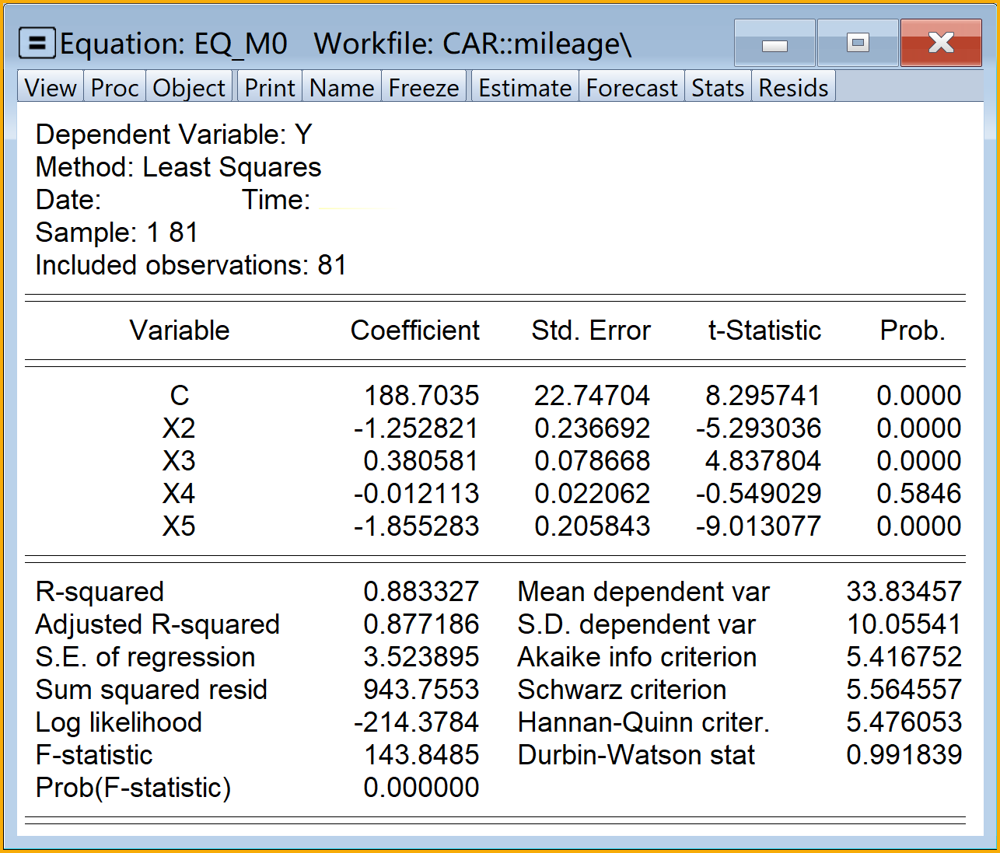 Equation: EQ_M0 Workfile: CAR::mileage\
View Proc Object Print Name Freeze Estimate Forecast Stats Resids
Dependent Variable: Y
Method: Least Squares
Date: Time:
Sample: 1 81
Included observations: 81
Variable Coefficient Std. Error t-Statistic Prob.
C 188.7035 22.74704 8.295741 0.0000
X2 -1.252821 0.236692 -5.293036 0.0000
X3 0.380581 0.078668 4.837804 0.0000
X4 -0.012113 0.022062 -0.549029 0.5846
X5 -1.855283 0.205843 -9.013077 0.0000
R-squared 0.883327 Mean dependent var 33.83457
Adjusted R-squared 0.877186 S.D. dependent var 10.05541
S.E. of regression 3.523895 Akaike info criterion 5.416752
Sum squared resid 943.7553 Schwarz criterion 5.564557
Log likelihood -214.3784 Hannan-Quinn criter. 5.476053
F-statistic 143.8485 Durbin-Watson stat 0.991839
Prob(F-statistic) 0.000000